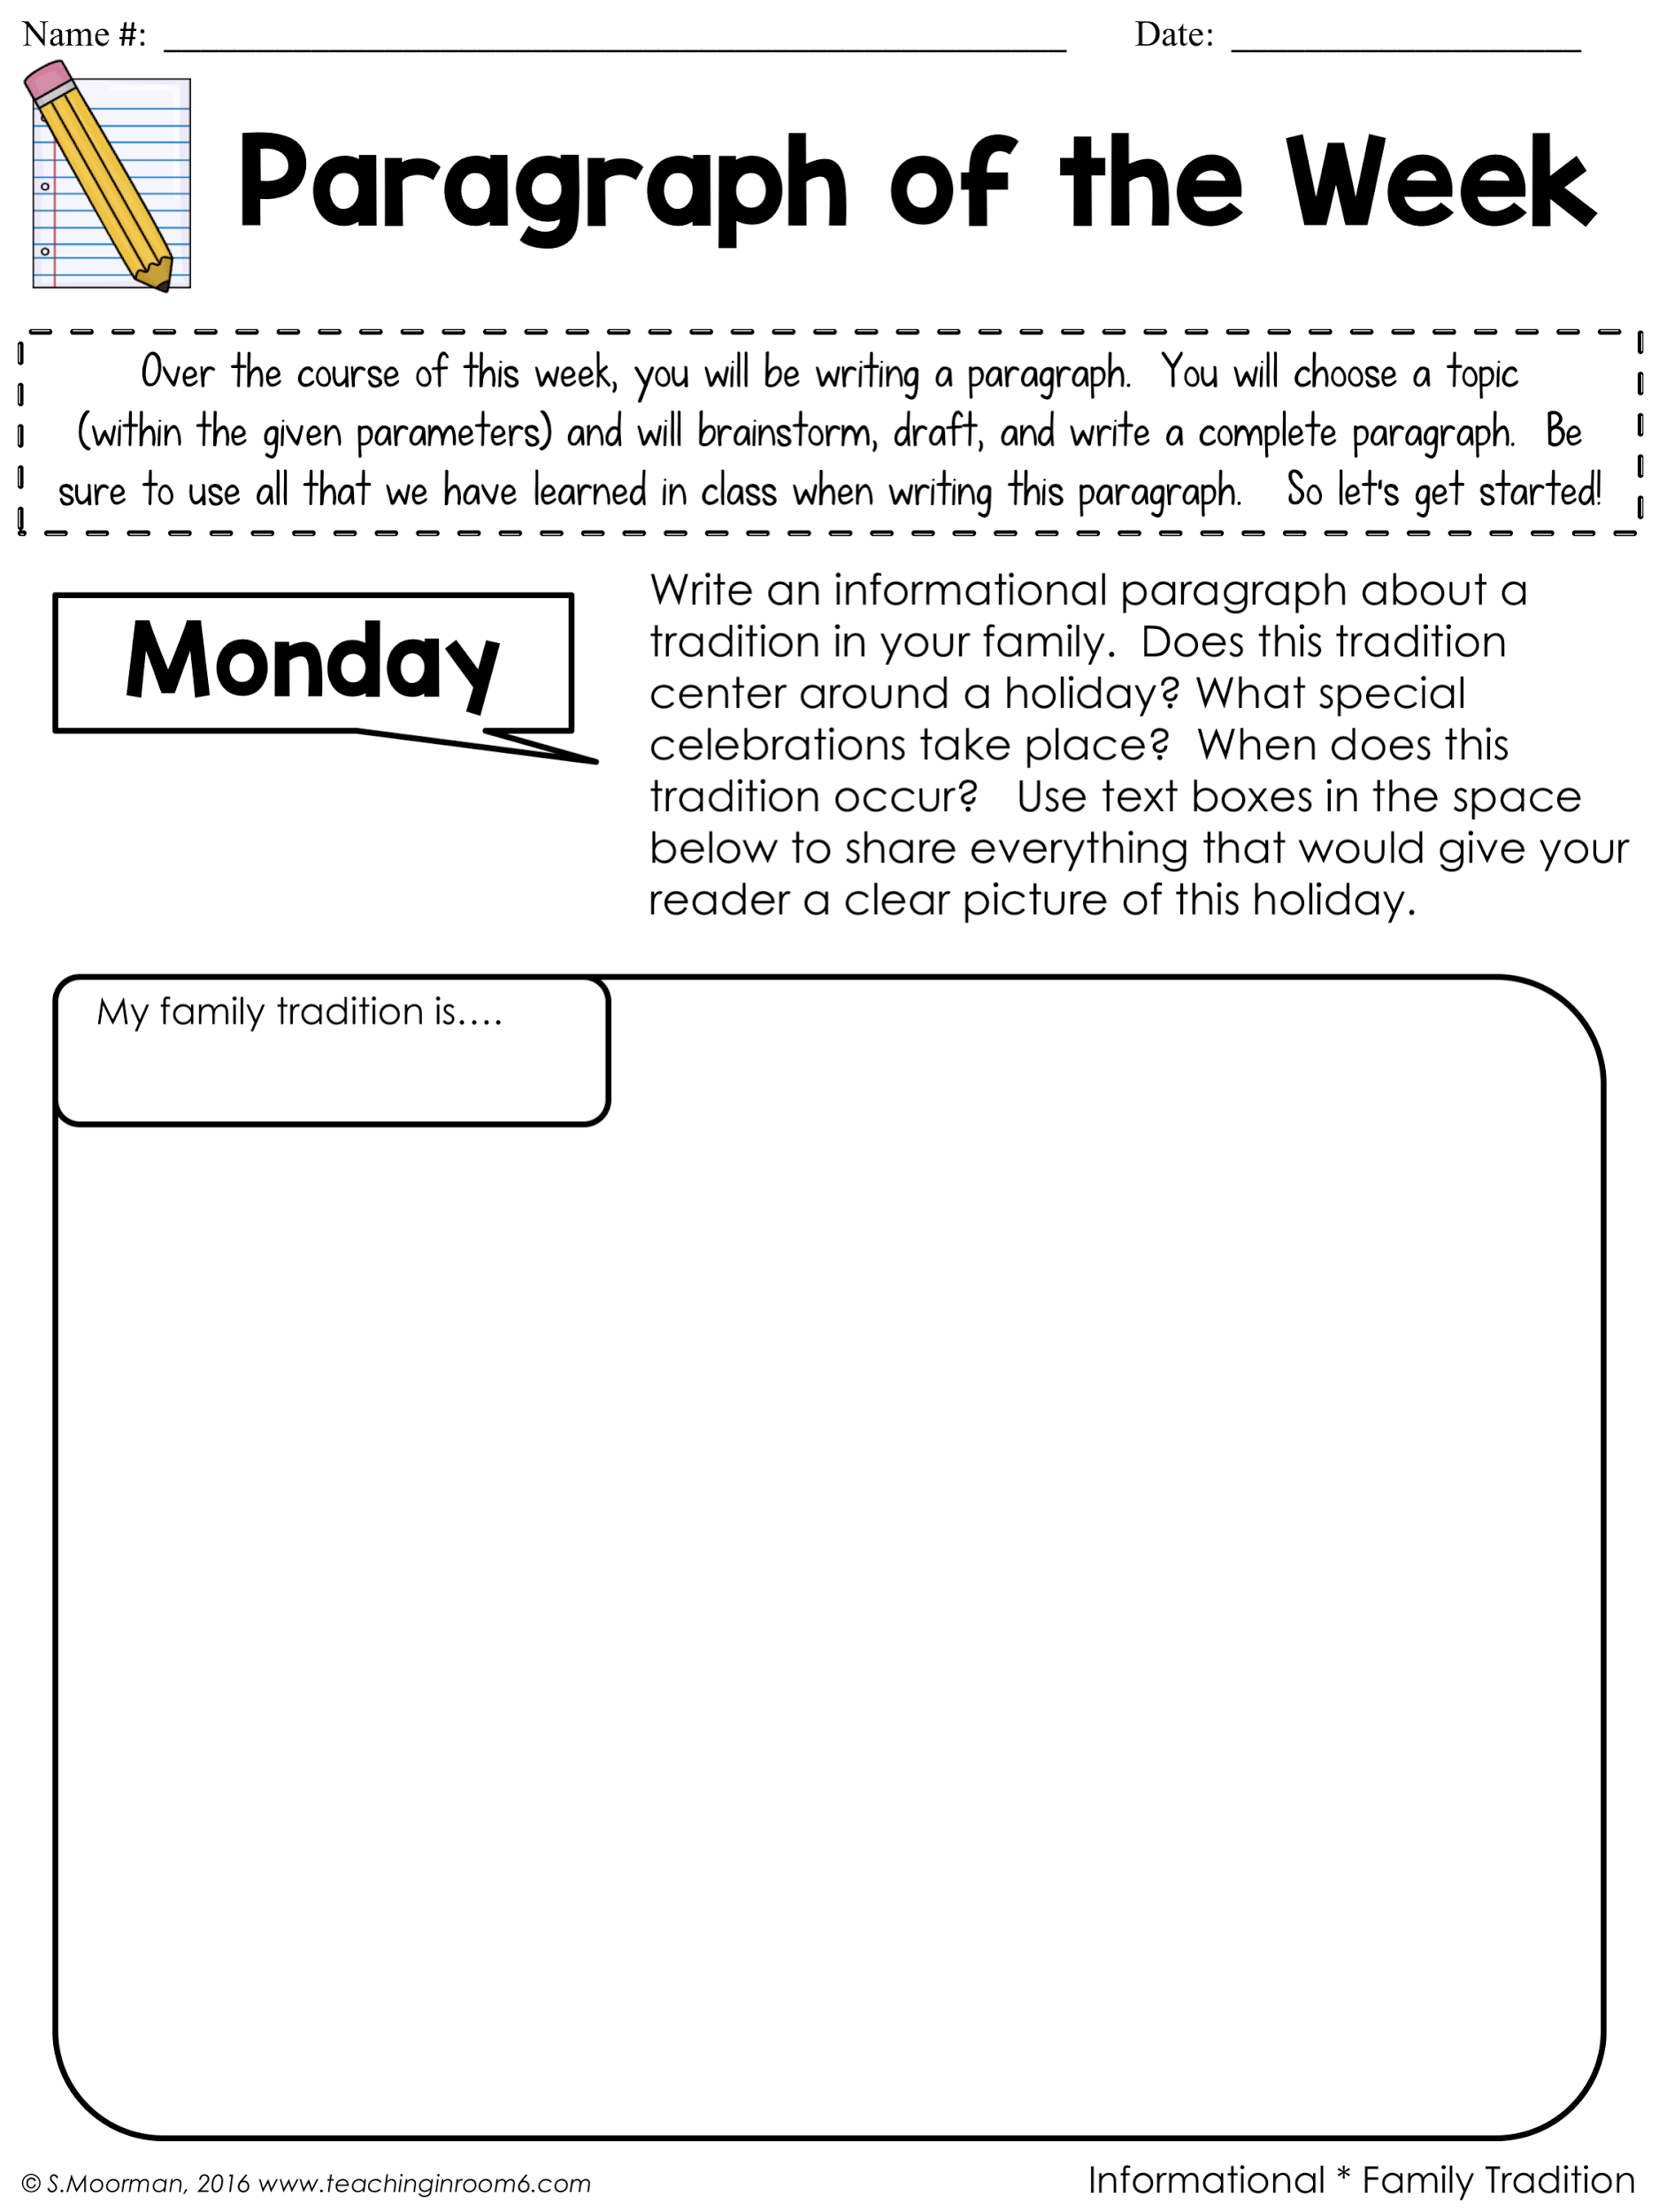 Name #: ______________________________________________ Date: __________________
Paragraph of the Week
Over the course of this week, you will be writing a paragraph. You will choose a topic
(within the given parameters) and will brainstorm, draft, and write a complete paragraph. Be
sure to use all that we have learned in class when writing this paragraph. So let's get started!
Monday
Write an informational paragraph about a
tradition in your family. Does this tradition
center around a holiday? What special
celebrations take place? When does this
tradition occur? Use text boxes in the space
below to share everything that would give your
reader a clear picture of this holiday.
My family tradition is....
© S.Moorman, 2016 www.teachinginroom6.com
Informational * Family Tradition